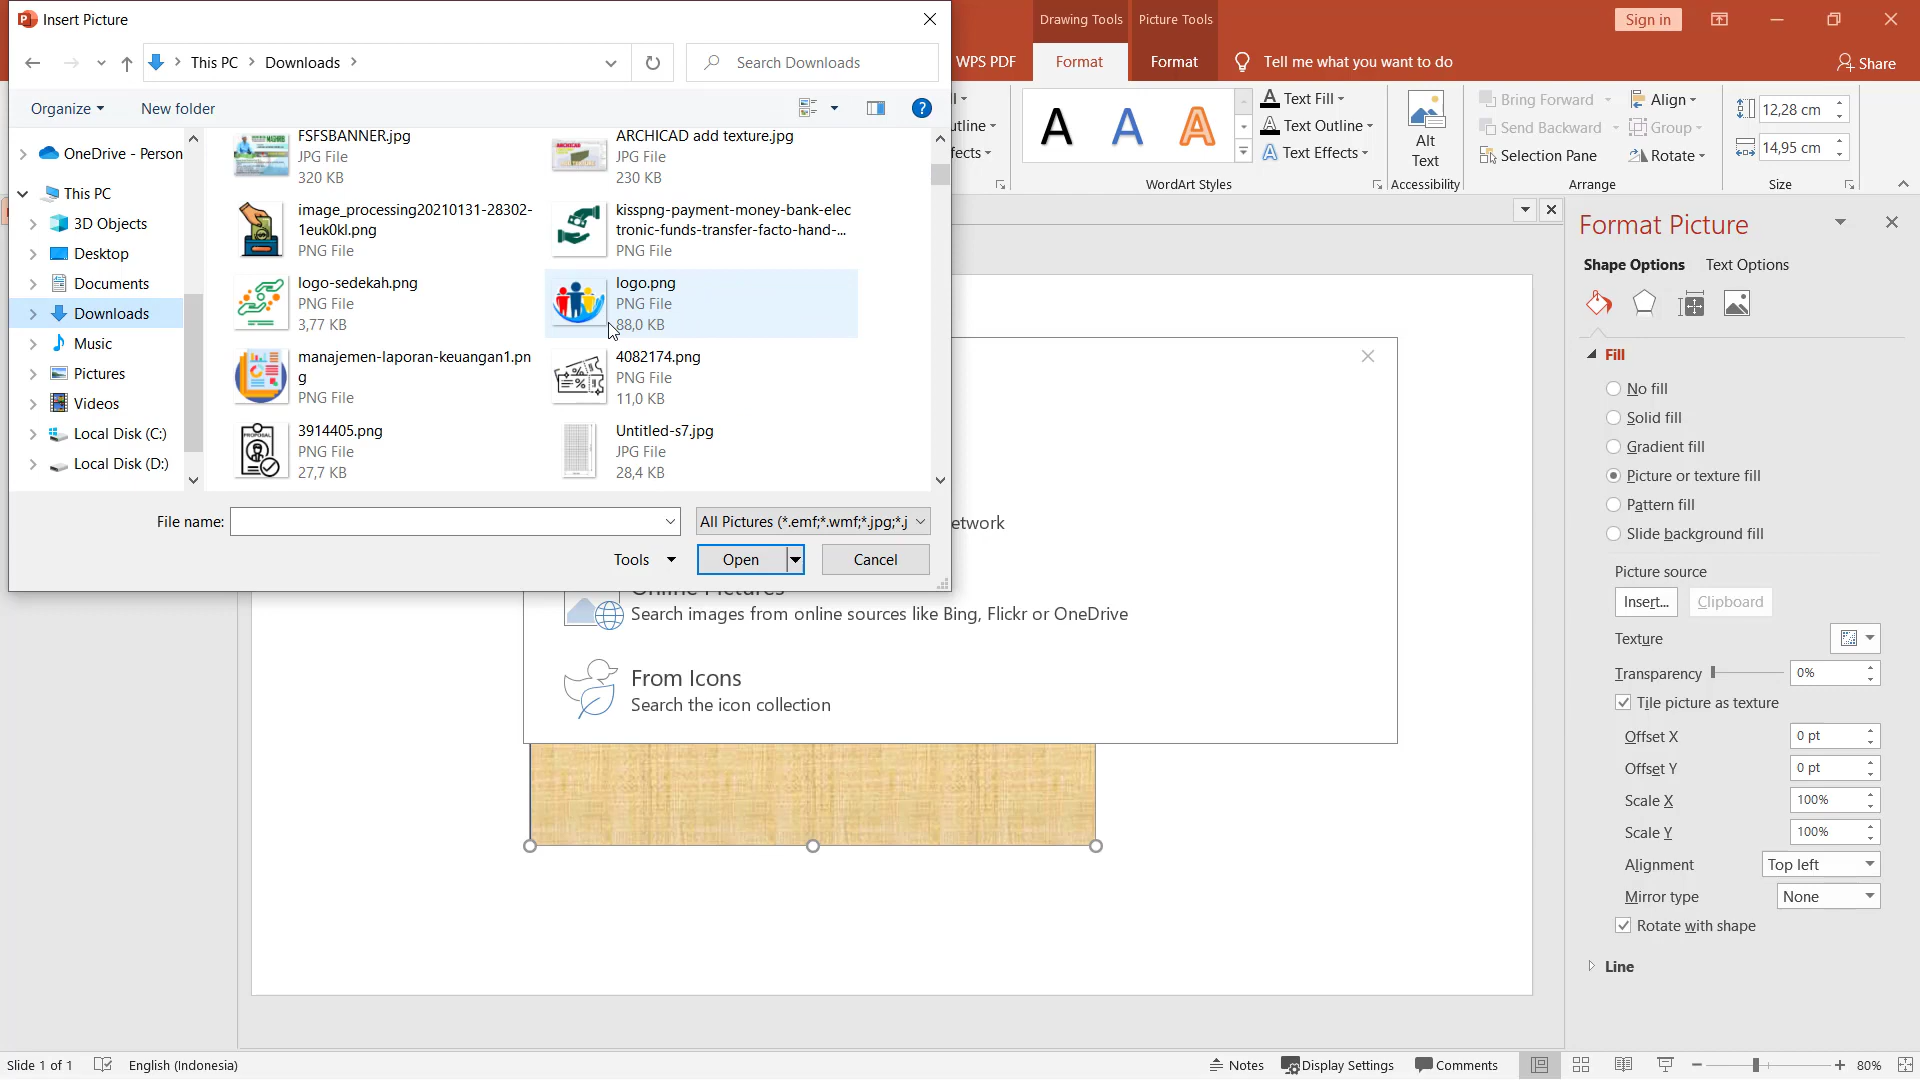 Insert Picture
This PC
Downloads
Search Downloads
Organize
New folder
OneDrive - Person
This PC
3D Objects
Desktop
Documents
Downloads
Music
Pictures
Videos
Local Disk (C:)
Local Disk (D:)
FSFSBANNER.jpg
JPG File
320 KB
ARCHICAD add texture.jpg
JPG File
230 KB
image_processing20210131-28302-
1euk0kl.png
PNG File
kisspng-payment-money-bank-elec
tronic-funds-transfer-facto-hand-...
PNG File
logo-sedekah.png
PNG File
3,77 KB
logo.png
PNG File
88,0 KB
manajemen-laporan-keuangan1.pn
g
PNG File
4082174.png
PNG File
11,0 KB
3914405.png
PNG File
27,7 KB
Untitled-s7.jpg
JPG File
28,4 KB
File name:
All Pictures (*.emf;*.wmf;*.jpg;*.j
Tools
Open
Cancel
Drawing Tools
Picture Tools
Sign in
WPS PDF
Format
Format
Tell me what you want to do
Share
Text Fill
Text Outline
Text Effects
WordArt Styles
Alt
Text
Accessibility
Bring Forward
Send Backward
Selection Pane
Align
Group
Rotate
Arrange
12,28 cm
14,95 cm
Size
etwork
Search images from online sources like Bing, Flickr or OneDrive
From Icons
Search the icon collection
Format Picture
Shape Options
Text Options
Fill
No fill
Solid fill
Gradient fill
Picture or texture fill
Pattern fill
Slide background fill
Picture source
Insert...
Clipboard
Texture
Transparency
0%
Tile picture as texture
Offset X
0 pt
Offset Y
0 pt
Scale X
100%
Scale Y
100%
Alignment
Top left
Mirror type
None
Rotate with shape
Line
Slide 1 of 1
English (Indonesia)
Notes
Display Settings
Comments
80%